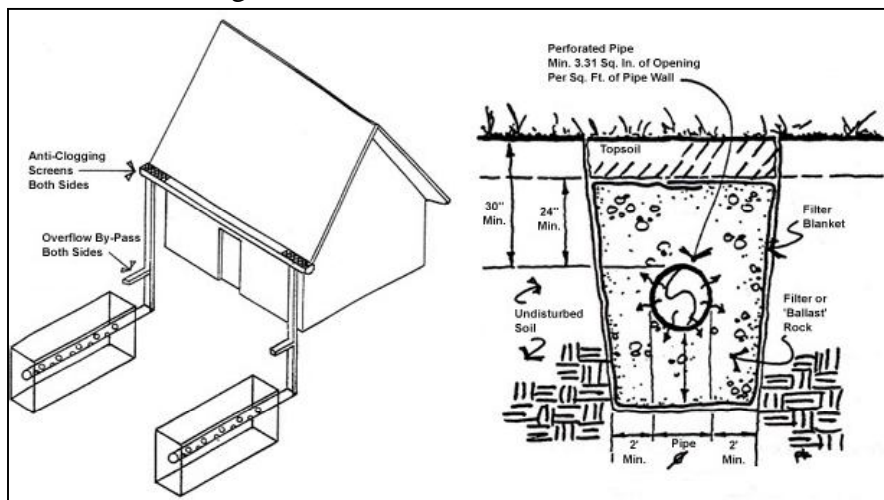 Anti-Clogging
Screens
Both Sides
Overflow By-Pass
Both Sides
Perforated Pipe
Min. 3.31 Sq. In. of Opening
Per Sq. Ft. of Pipe Wall
Topsoil
30"
Min.
24"
Min.
Filter
Blanket
Undisturbed
Soil
Filter or
'Ballast'
Rock
2'
Min.
Pipe
2'
Min.